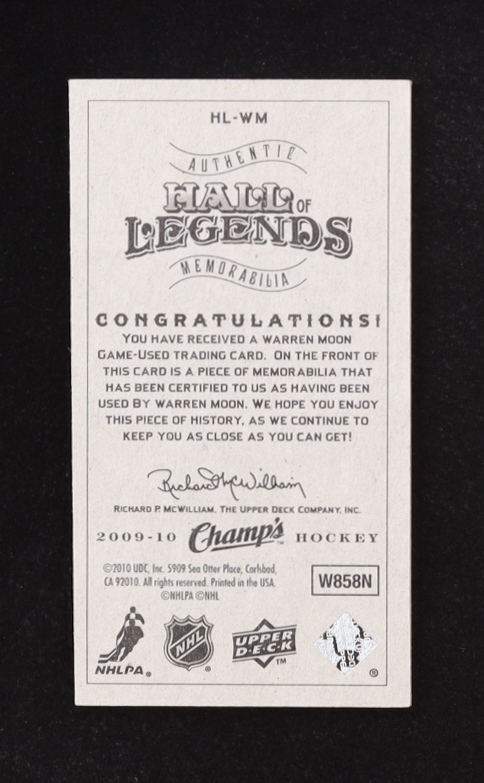 HL-WM
AUTHENTIC
HALL OF
LEGENDS
MEMORABILIA
CONGRATULATIONS!
YOU HAVE RECEIVED A WARREN MOON
GAME-USED TRADING CARD. ON THE FRONT OF
THIS CARD IS A PIECE OF MEMORABILIA THAT
HAS BEEN CERTIFIED TO US AS HAVING BEEN
USED BY WARREN MOON. WE HOPE YOU ENJOY
THIS PIECE OF HISTORY, AS WE CONTINUE TO
KEEP YOU AS CLOSE AS YOU CAN GET!
Richard P. McWilliam
RICHARD P. MCWILLIAM, THE UPPER DECK COMPANY, INC.
2009-10 Champ's™ HOCKEY
©2010 UDC, Inc. 5909 Sea Otter Place, Carlsbad,
CA 92010. All rights reserved. Printed in the USA.
©NHLPA ©NHL
W858N
NHLPA®
NHL®
UPPER
DECK™
®